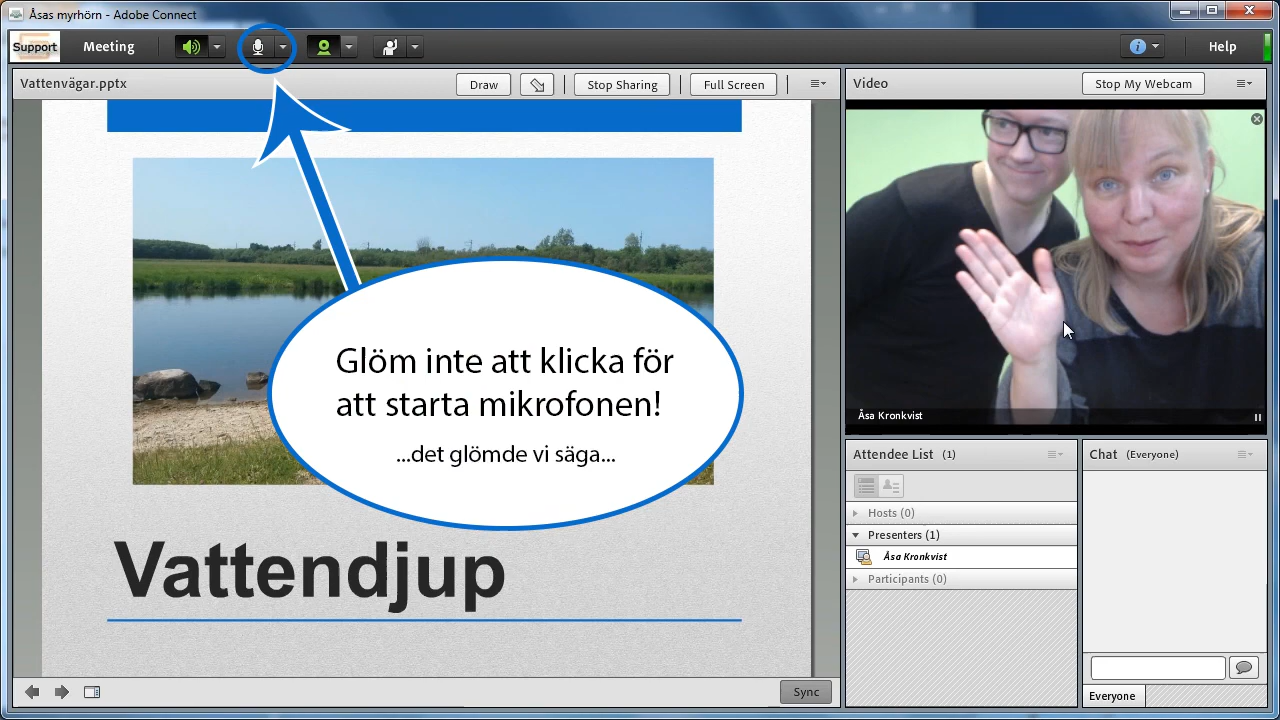 Åsas myrhörn - Adobe Connect
Support Meeting Help
Vattenvägar.pptx Draw Stop Sharing Full Screen
Video Stop My Webcam
Glöm inte att klicka för
att starta mikrofonen!
...det glömde vi säga...
Vattendjup
Sync
Åsa Kronkvist
Attendee List (1)
Hosts (0)
Presenters (1)
Åsa Kronkvist
Participants (0)
Chat (Everyone)
Everyone